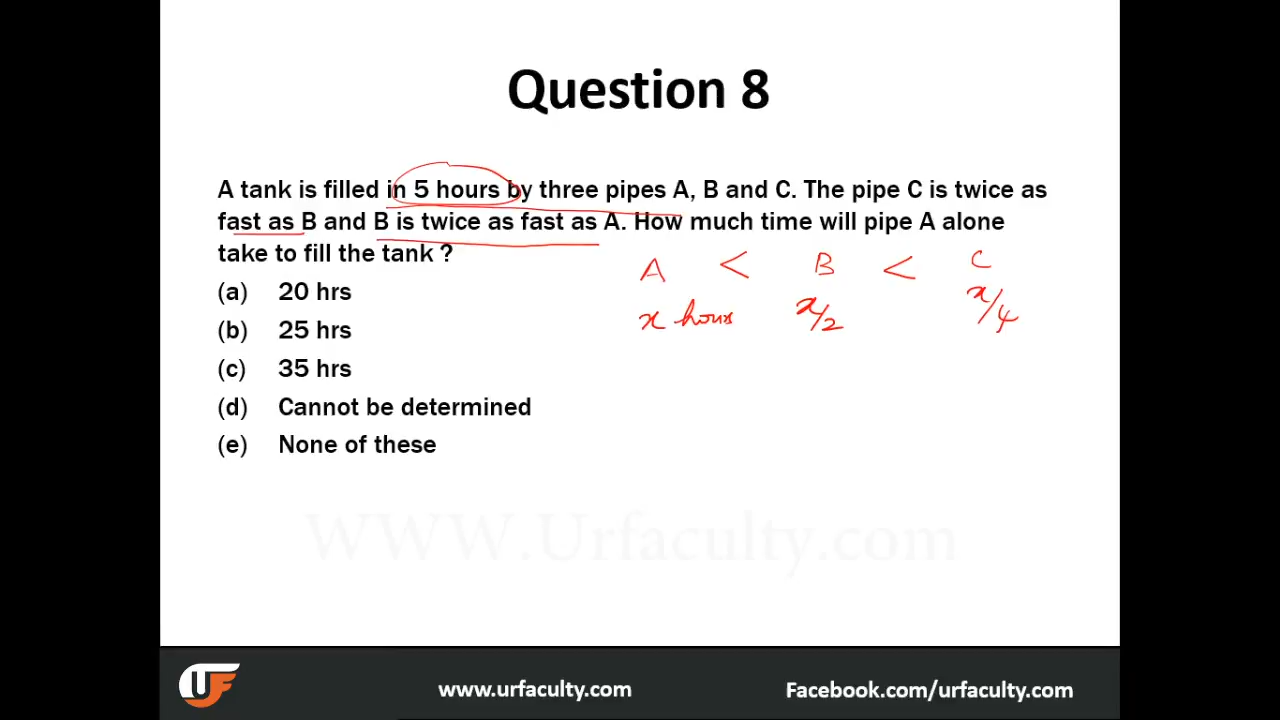 Question 8
A tank is filled in 5 hours by three pipes A, B and C. The pipe C is twice as
fast as B and B is twice as fast as A. How much time will pipe A alone
take to fill the tank ?
A < B < C
x hours x/2 x/4
(a) 20 hrs
(b) 25 hrs
(c) 35 hrs
(d) Cannot be determined
(e) None of these
WWW.Urfaculty.com
UF
www.urfaculty.com
Facebook.com/urfaculty.com